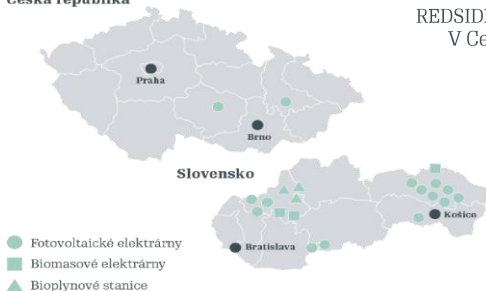 Česká republika
REDSIDE
V Če
Praha
Brno
Slovensko
Košice
Bratislava
Fotovoltaické elektrárny
Biomasové elektrárny
Bioplynové stanice